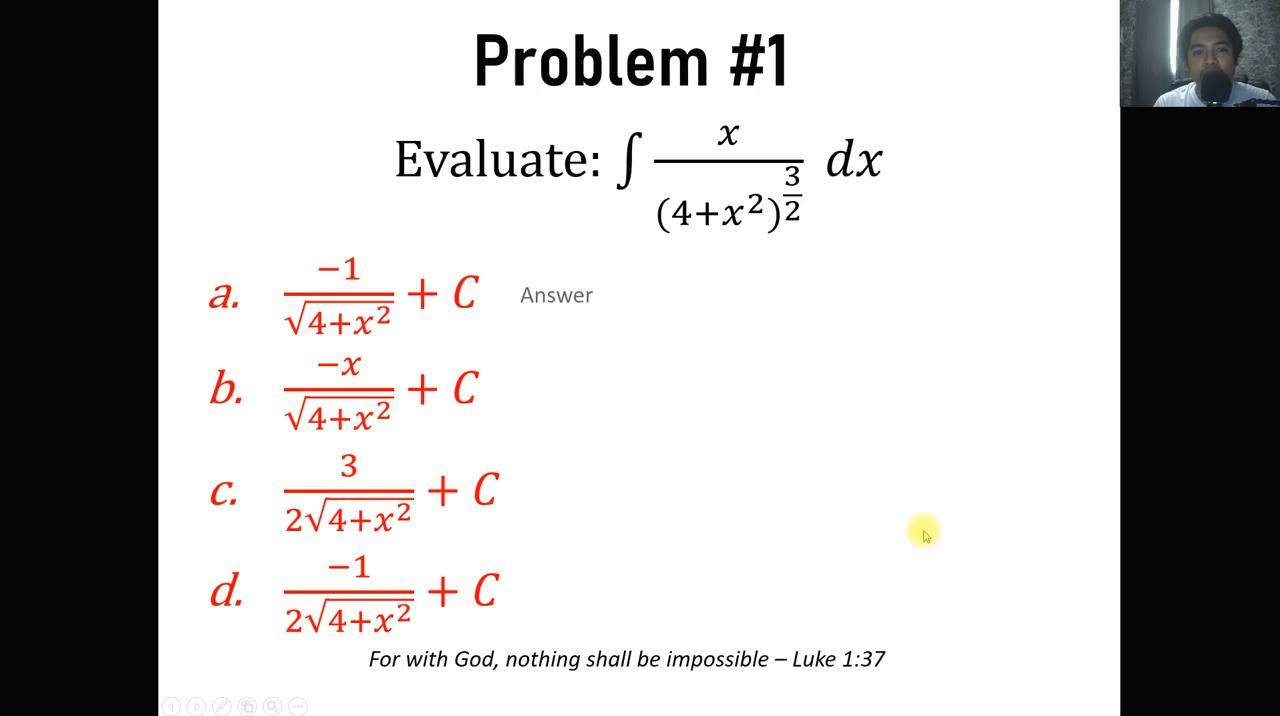 Problem #1
Evaluate: ∫ x / (4+x²)^(3/2) dx
a. −1 / √(4+x²) + C Answer
b. −x / √(4+x²) + C
c. 3 / 2√(4+x²) + C
d. −1 / 2√(4+x²) + C
For with God, nothing shall be impossible – Luke 1:37